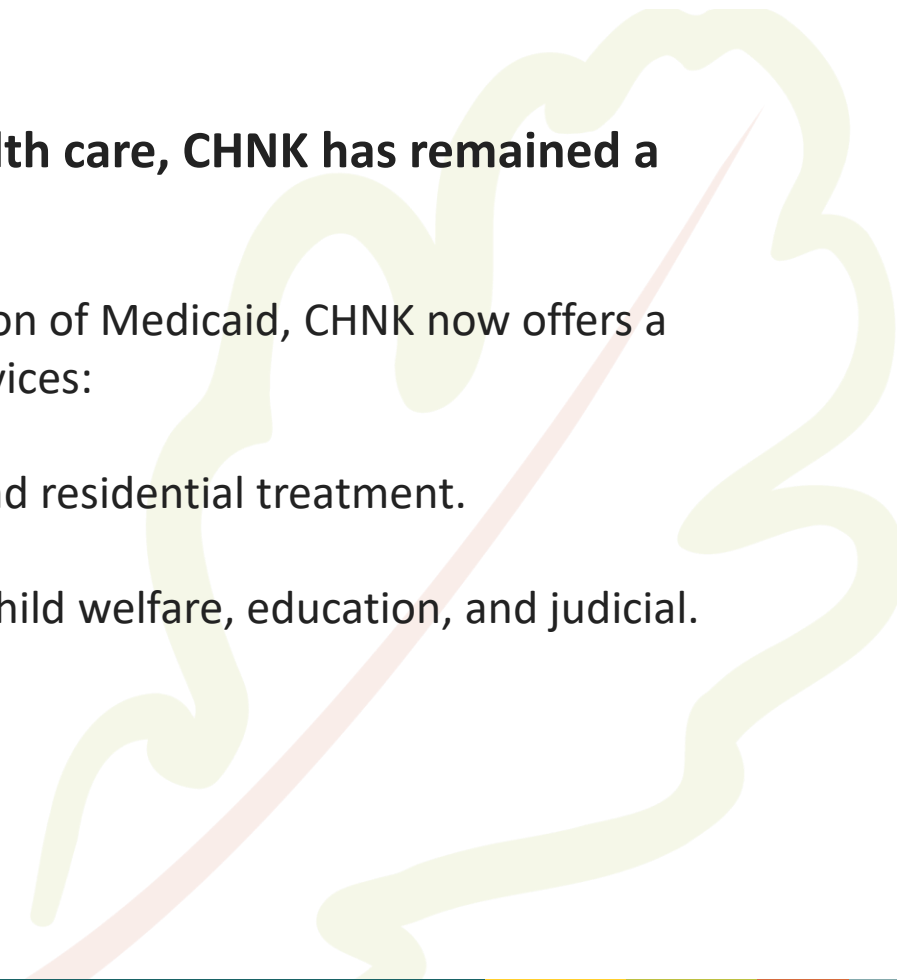 lth care, CHNK has remained a
on of Medicaid, CHNK now offers a
vices:
nd residential treatment.
hild welfare, education, and judicial.